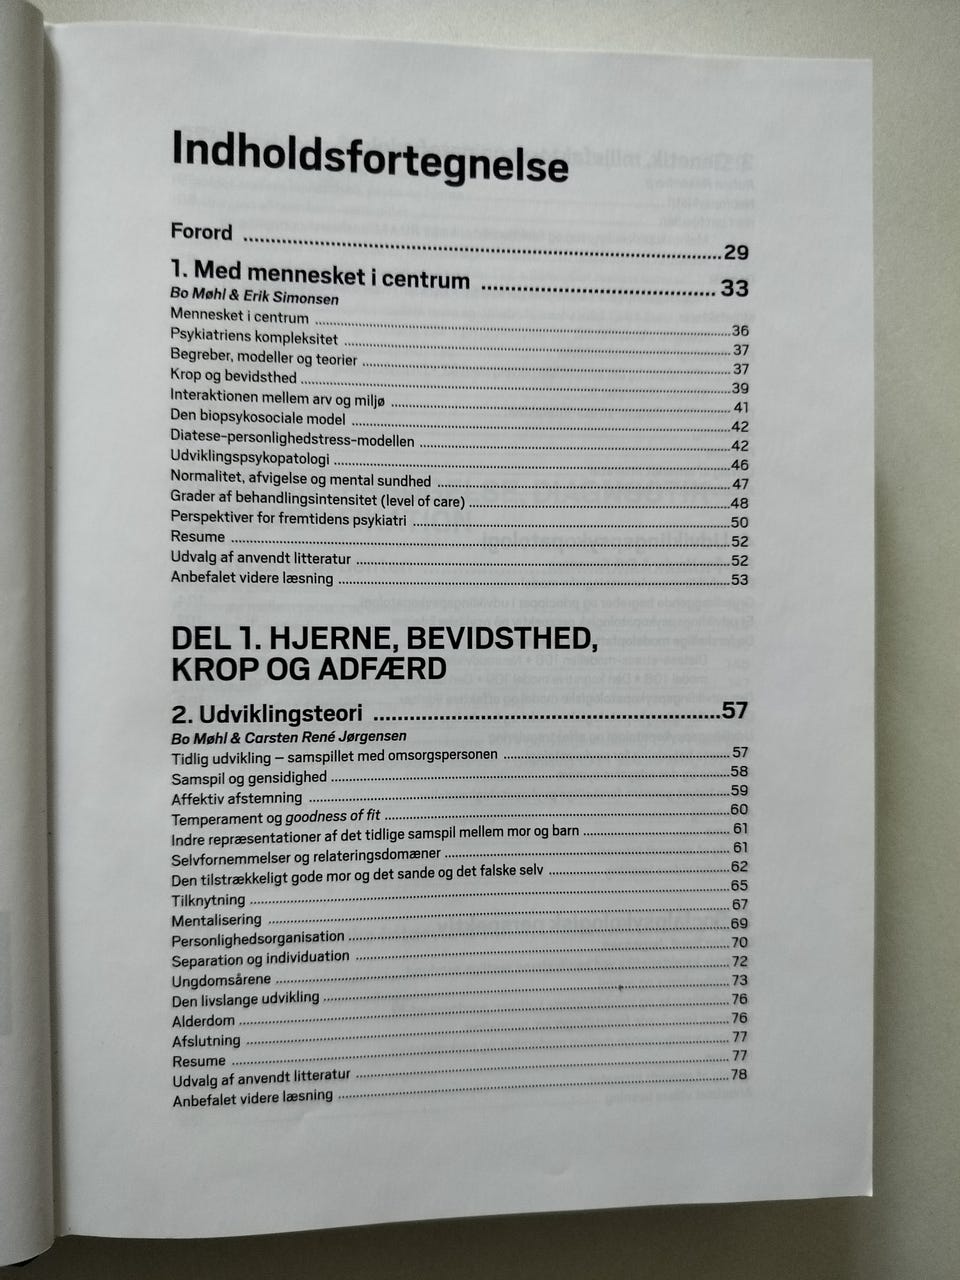 Indholdsfortegnelse
Forord ........ 29
1. Med mennesket i centrum ........ 33
Bo Møhl & Erik Simonsen
Mennesket i centrum ........ 36
Psykiatriens kompleksitet ........ 37
Begreber, modeller og teorier ........ 37
Krop og bevidsthed ........ 39
Interaktionen mellem arv og miljø ........ 41
Den biopsykosociale model ........ 42
Diatese-personlighedstress-modellen ........ 42
Udviklingspsykopatologi ........ 46
Normalitet, afvigelse og mental sundhed ........ 47
Grader af behandlingsintensitet (level of care) ........ 48
Perspektiver for fremtidens psykiatri ........ 50
Resume ........ 52
Udvalg af anvendt litteratur ........ 52
Anbefalet videre læsning ........ 53
DEL 1. HJERNE, BEVIDSTHED,
KROP OG ADFÆRD
2. Udviklingsteori ........ 57
Bo Møhl & Carsten René Jørgensen
Tidlig udvikling – samspillet med omsorgspersonen ........ 57
Samspil og gensidighed ........ 58
Affektiv afstemning ........ 59
Temperament og goodness of fit ........ 60
Indre repræsentationer af det tidlige samspil mellem mor og barn ........ 61
Selvfornemmelser og relateringsdomæner ........ 61
Den tilstrækkeligt gode mor og det sande og det falske selv ........ 62
Tilknytning ........ 65
Mentalisering ........ 67
Personlighedsorganisation ........ 69
Separation og individuation ........ 70
Ungdomsårene ........ 72
Den livslange udvikling ........ 73
Alderdom ........ 76
Afslutning ........ 76
Resume ........ 77
Udvalg af anvendt litteratur ........ 77
Anbefalet videre læsning ........ 78